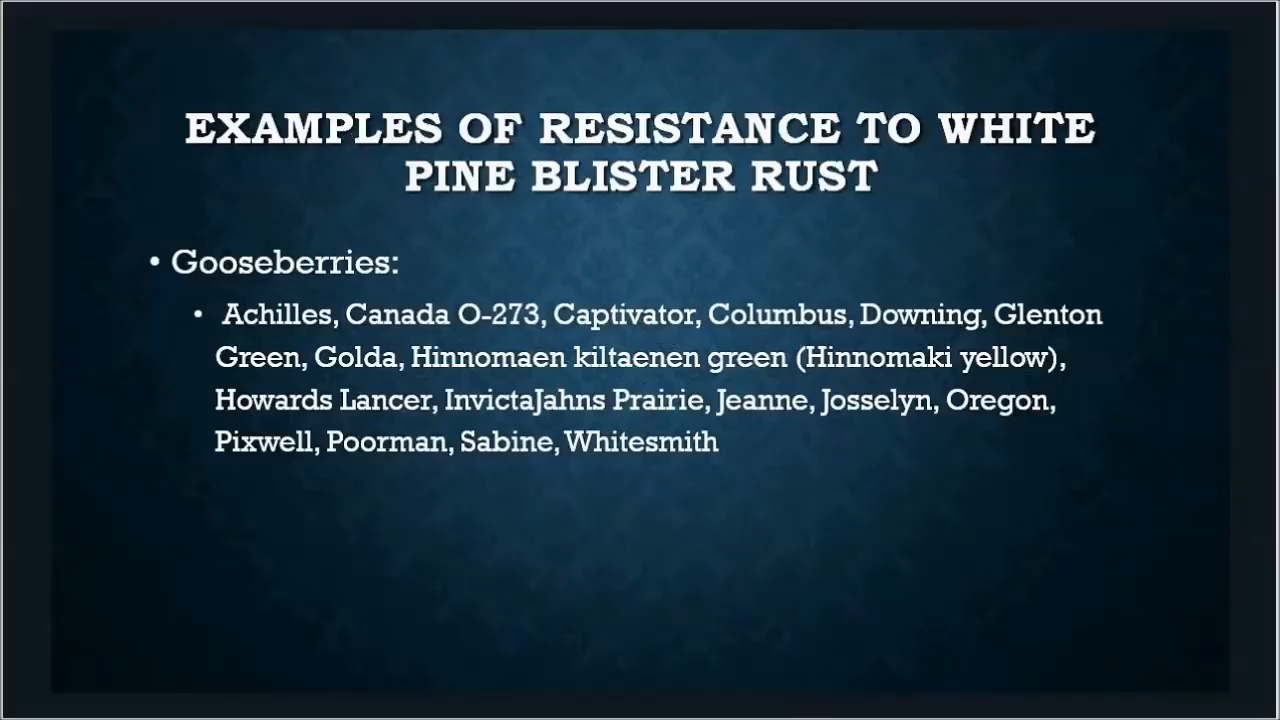 EXAMPLES OF RESISTANCE TO WHITE
PINE BLISTER RUST
• Gooseberries:
• Achilles, Canada O-273, Captivator, Columbus, Downing, Glenton
Green, Golda, Hinnomaen kiltaenen green (Hinnomaki yellow),
Howards Lancer, InvictaJahns Prairie, Jeanne, Josselyn, Oregon,
Pixwell, Poorman, Sabine, Whitesmith